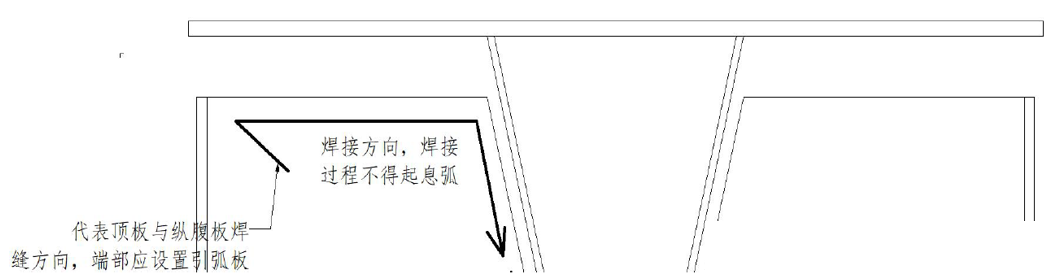 焊接方向，焊接
过程不得起息弧
代表顶板与纵腹板焊
缝方向，端部应设置引弧板